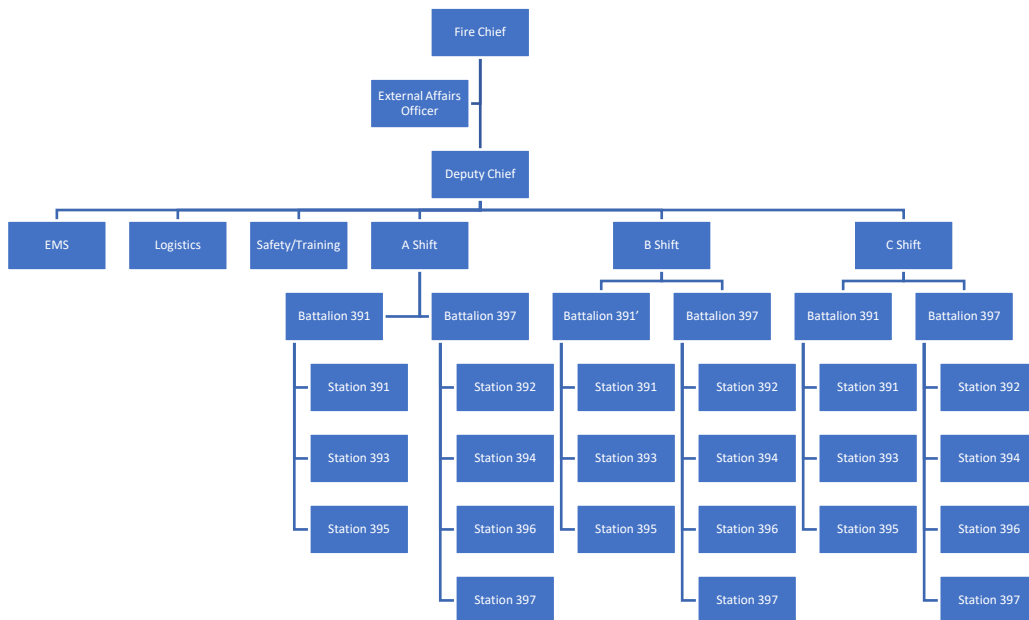 Fire Chief
External Affairs
Officer
Deputy Chief
EMS
Logistics
Safety/Training
A Shift
B Shift
C Shift
Battalion 391
Battalion 397
Battalion 391′
Battalion 397
Battalion 391
Battalion 397
Station 391
Station 392
Station 391
Station 392
Station 391
Station 392
Station 393
Station 394
Station 393
Station 394
Station 393
Station 394
Station 395
Station 396
Station 395
Station 396
Station 395
Station 396
Station 397
Station 397
Station 397